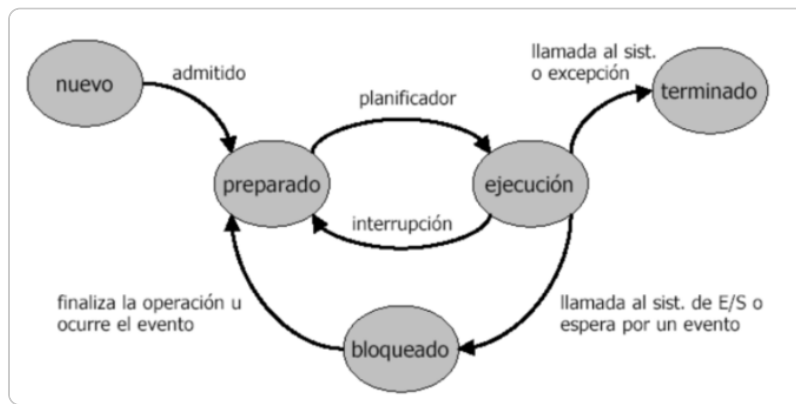 nuevo
admitido
planificador
llamada al sist.
o excepción
terminado
preparado
ejecución
interrupción
finaliza la operación u
ocurre el evento
llamada al sist. de E/S o
espera por un evento
bloqueado